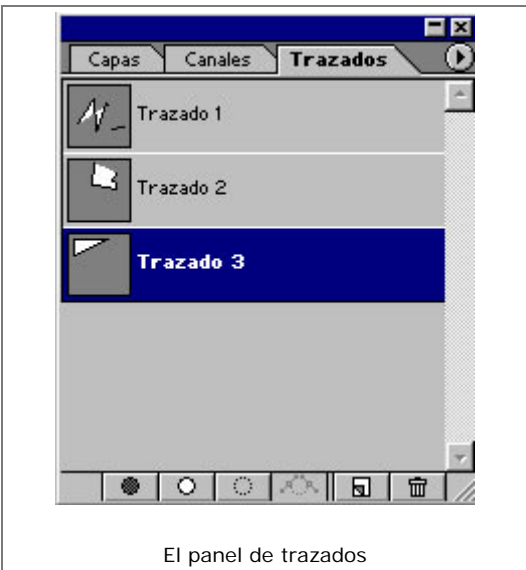 Capas Canales Trazados
Trazado 1
Trazado 2
Trazado 3
El panel de trazados